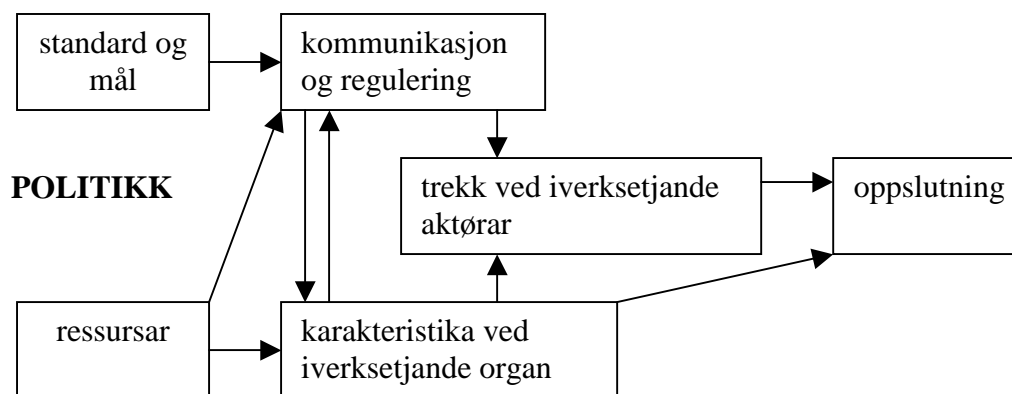 standard og
mål
kommunikasjon
og regulering
POLITIKK
trekk ved iverksetjande
aktørar
oppslutning
ressursar
karakteristika ved
iverksetjande organ